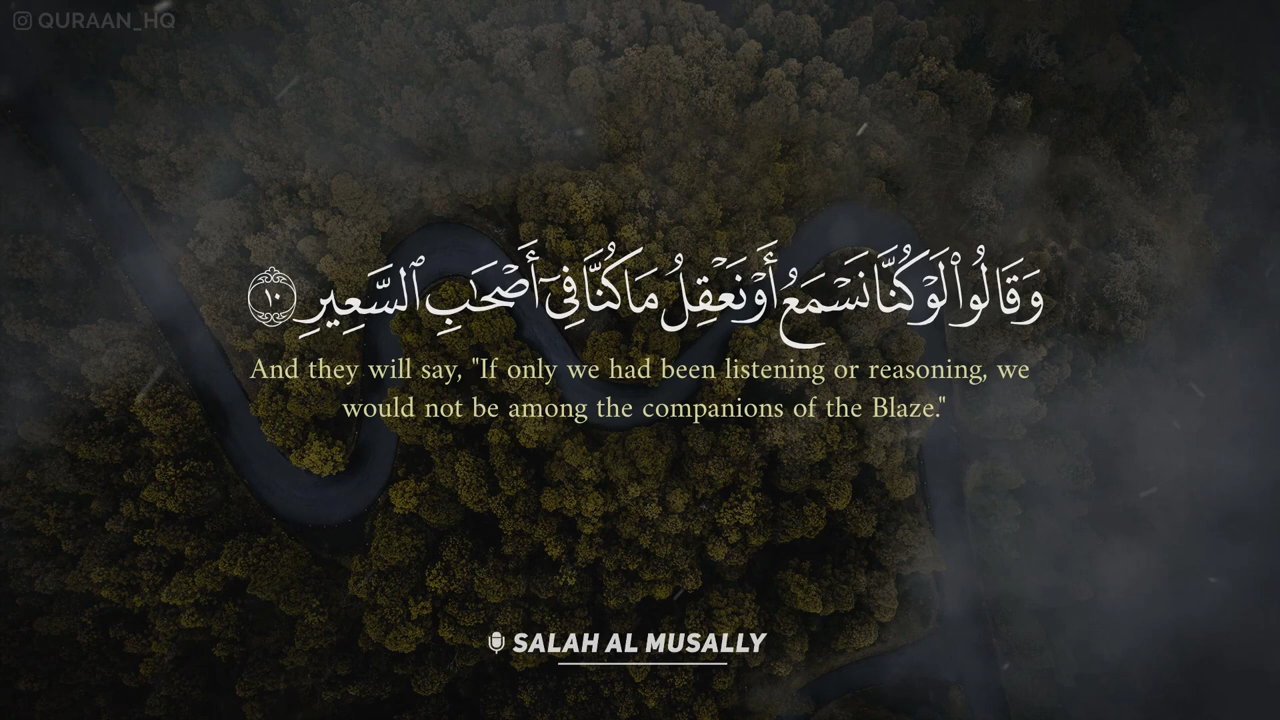 QURAAN_HQ
وَقَالُوا۟ لَوْ كُنَّا نَسْمَعُ أَوْ نَعْقِلُ مَا كُنَّا فِىٓ أَصْحَـٰبِ ٱلسَّعِيرِ ١٠
And they will say, "If only we had been listening or reasoning, we
would not be among the companions of the Blaze."
SALAH AL MUSALLY